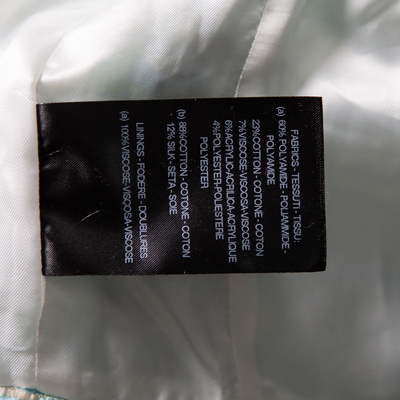 FABRICS - TESSUTI - TISSU:
(a) 60% POLYAMIDE - POLIAMMIDE -
POLYAMIDE
23% COTTON - COTONE - COTON
7% VISCOSE-VISCOSA-VISCOSE
6% ACRYLIC-ACRILICA-ACRYLIQUE
4% POLYESTER-POLIESTERE
POLYESTER
(b) 88% COTTON - COTONE - COTON
12% SILK - SETA - SOIE
LININGS - FODERE - DOUBLURES
(a) 100% VISCOSE-VISCOSA-VISCOSE